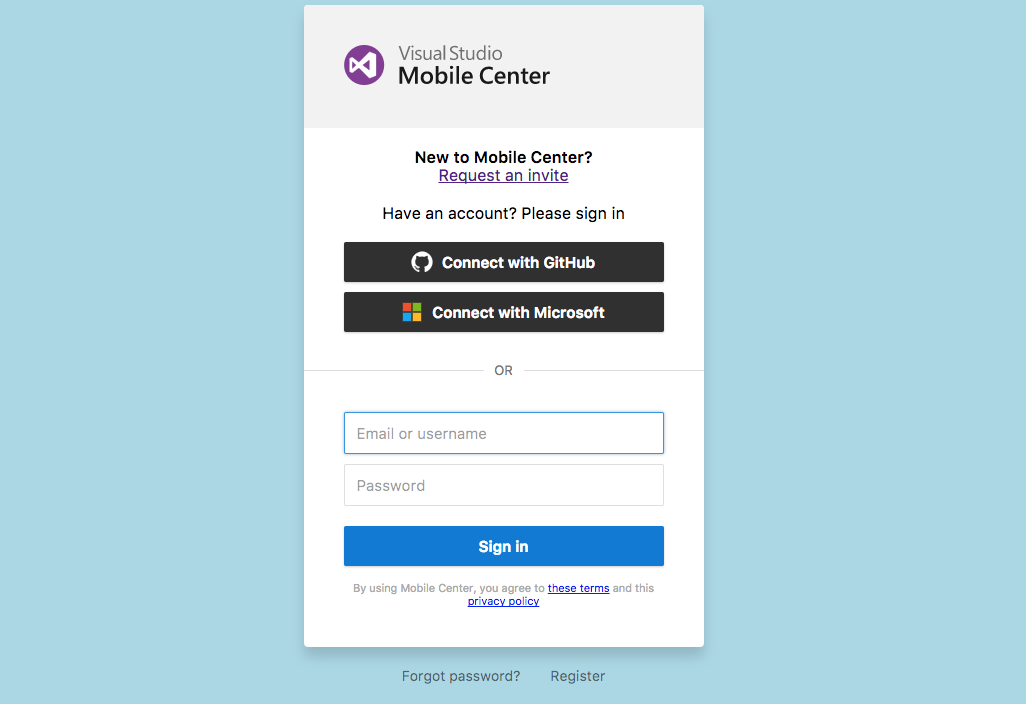 Visual Studio
Mobile Center
New to Mobile Center?
Request an invite
Have an account? Please sign in
Connect with GitHub
Connect with Microsoft
OR
Email or username
Password
Sign in
By using Mobile Center, you agree to these terms and this
privacy policy
Forgot password? Register